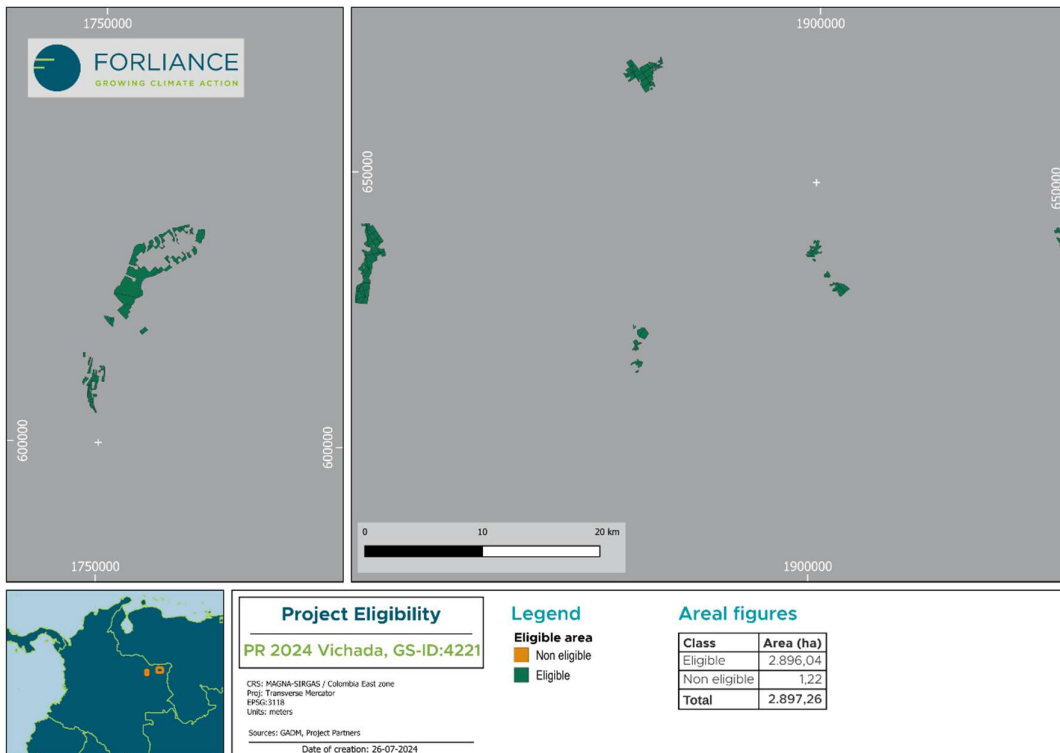 1750000
1900000
FORLIANCE
GROWING CLIMATE ACTION
650000
650000
600000
600000
0 10 20 km
1750000
1900000
Project Eligibility
PR 2024 Vichada, GS-ID:4221
CRS: MAGNA-SIRGAS / Colombia East zone
Proj: Transverse Mercator
EPSG:3118
Units: meters
Sources: GADM, Project Partners
Date of creation: 26-07-2024
Legend
Eligible area
Non eligible
Eligible
Areal figures
Class Area (ha)
Eligible 2.896,04
Non eligible 1,22
Total 2.897,26